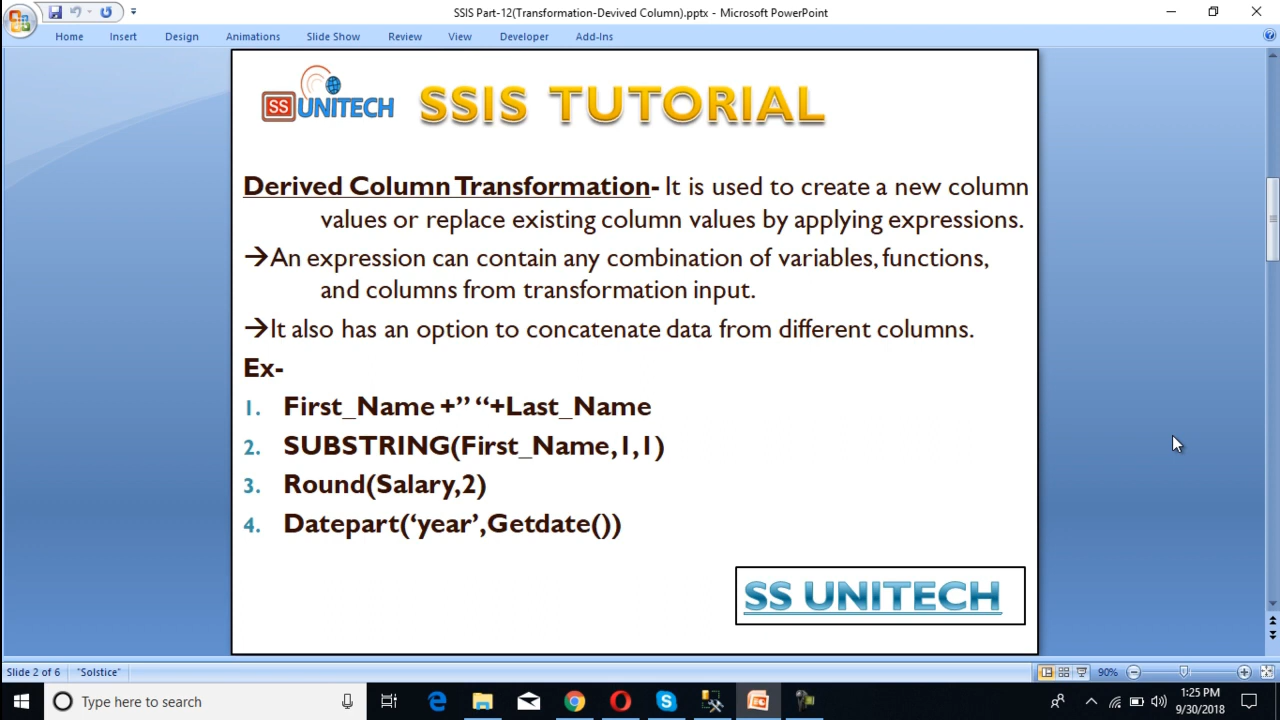 SSIS Part-12(Transformation-Devived Column).pptx - Microsoft PowerPoint
Home Insert Design Animations Slide Show Review View Developer Add-Ins
SS UNITECH
SSIS TUTORIAL
Derived Column Transformation- It is used to create a new column
values or replace existing column values by applying expressions.
→An expression can contain any combination of variables, functions,
and columns from transformation input.
→It also has an option to concatenate data from different columns.
Ex-
1. First_Name +” “+Last_Name
2. SUBSTRING(First_Name,1,1)
3. Round(Salary,2)
4. Datepart(‘year’,Getdate())
SS UNITECH
Slide 2 of 6 "Solstice" 90%
Type here to search
1:25 PM
9/30/2018